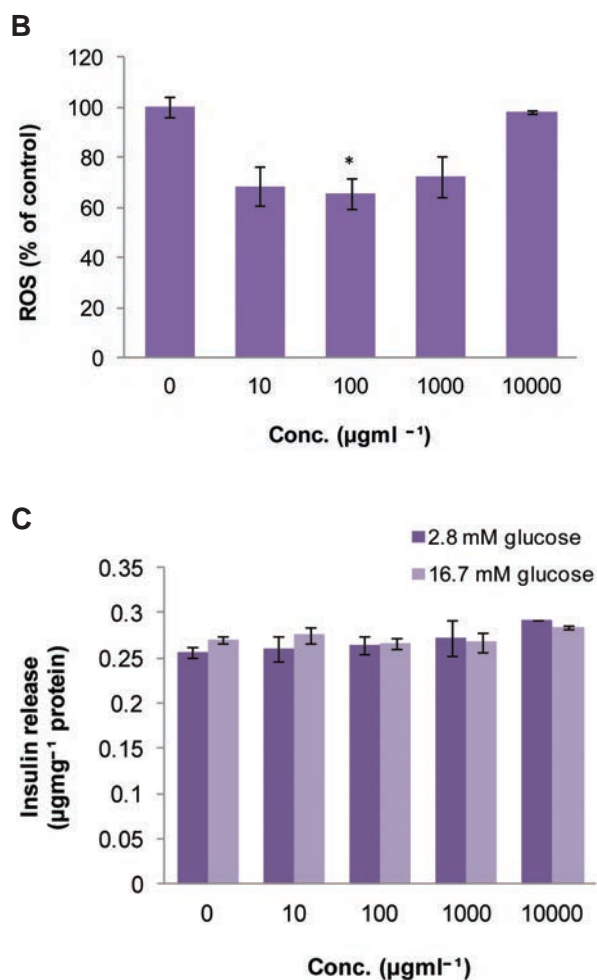 B
120
100
80
60
40
20
0
ROS (% of control)
*
0 10 100 1000 10000
Conc. (µgml ⁻¹)
C
2.8 mM glucose
16.7 mM glucose
0.35
0.3
0.25
0.2
0.15
0.1
0.05
0
Insulin release
(µgmg⁻¹ protein)
0 10 100 1000 10000
Conc. (µgml⁻¹)